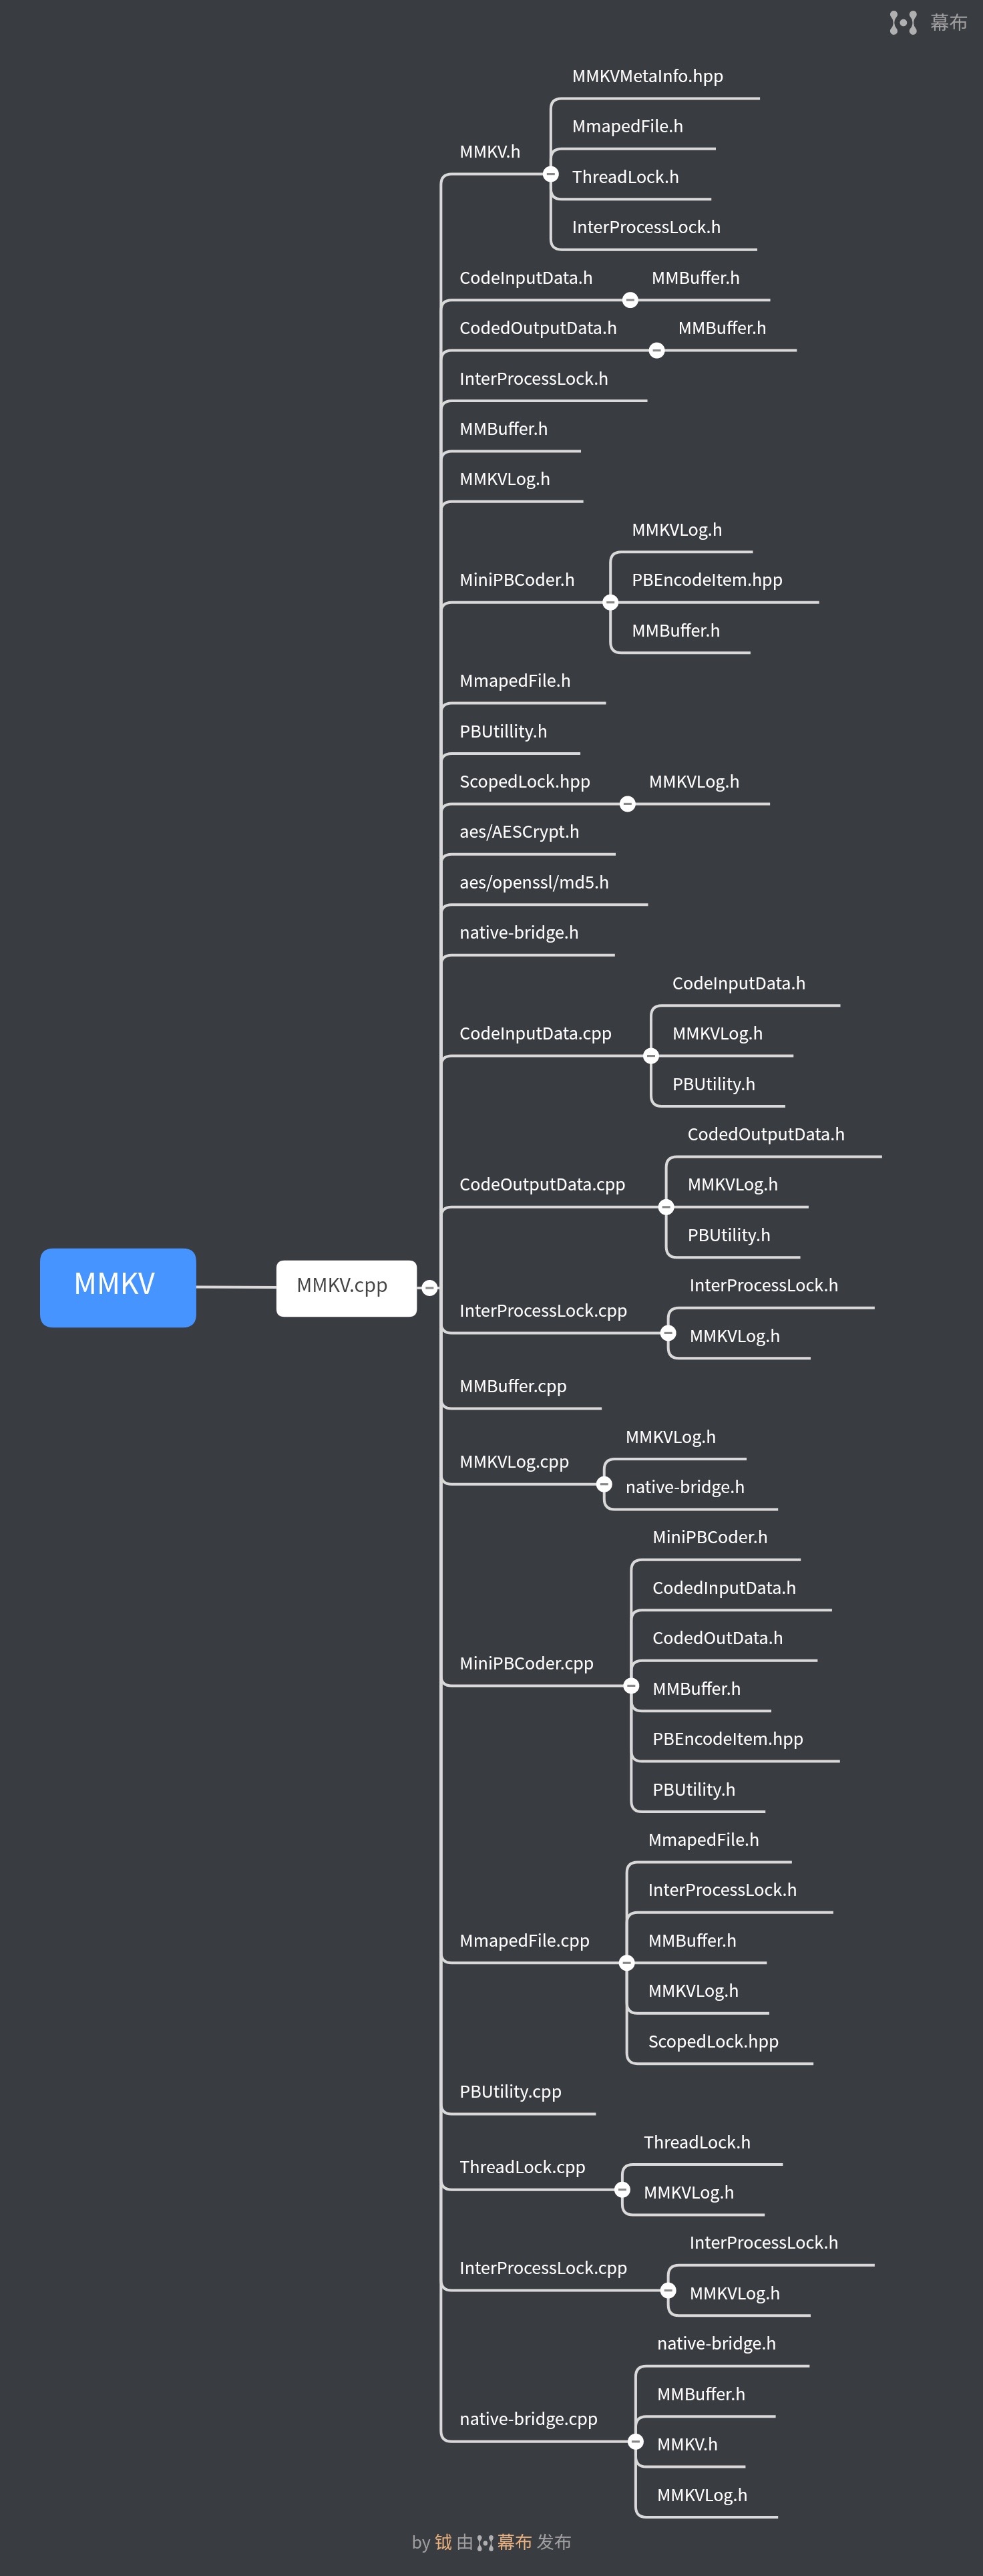 幕布
MMKVMetaInfo.hpp
MmapedFile.h
MMKV.h
ThreadLock.h
InterProcessLock.h
CodeInputData.h MMBuffer.h
CodedOutputData.h MMBuffer.h
InterProcessLock.h
MMBuffer.h
MMKVLog.h
MMKVLog.h
MiniPBCoder.h PBEncodeItem.hpp
MMBuffer.h
MmapedFile.h
PBUtillity.h
ScopedLock.hpp MMKVLog.h
aes/AESCrypt.h
aes/openssl/md5.h
native-bridge.h
CodeInputData.h
CodeInputData.cpp MMKVLog.h
PBUtility.h
CodedOutputData.h
CodeOutputData.cpp MMKVLog.h
PBUtility.h
MMKV MMKV.cpp
InterProcessLock.h
InterProcessLock.cpp
MMKVLog.h
MMBuffer.cpp
MMKVLog.h
MMKVLog.cpp
native-bridge.h
MiniPBCoder.h
CodedInputData.h
CodedOutData.h
MiniPBCoder.cpp
MMBuffer.h
PBEncodeItem.hpp
PBUtility.h
MmapedFile.h
InterProcessLock.h
MmapedFile.cpp MMBuffer.h
MMKVLog.h
ScopedLock.hpp
PBUtility.cpp
ThreadLock.h
ThreadLock.cpp
MMKVLog.h
InterProcessLock.h
InterProcessLock.cpp
MMKVLog.h
native-bridge.h
MMBuffer.h
native-bridge.cpp
MMKV.h
MMKVLog.h
by 钺 由 幕布 发布